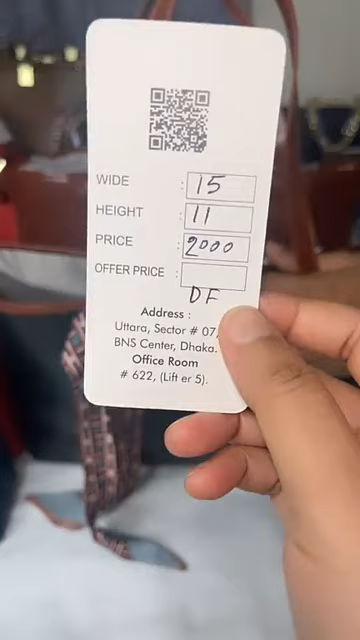 WIDE : 15
HEIGHT : 11
PRICE : 2000
OFFER PRICE :
DF
Address :
Uttara, Sector # 07,
BNS Center, Dhaka.
Office Room
# 622, (Lift er 5).